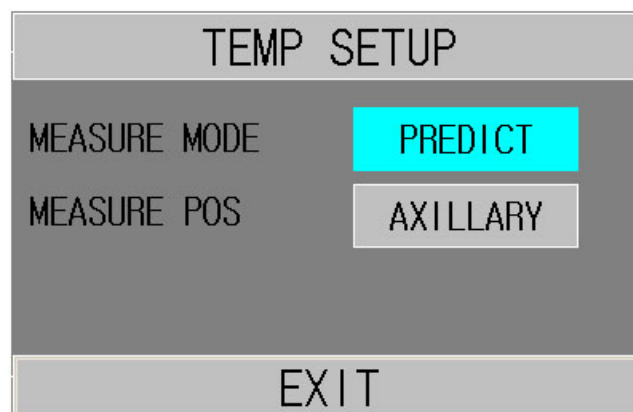 TEMP SETUP
MEASURE MODE PREDICT
MEASURE POS AXILLARY
EXIT